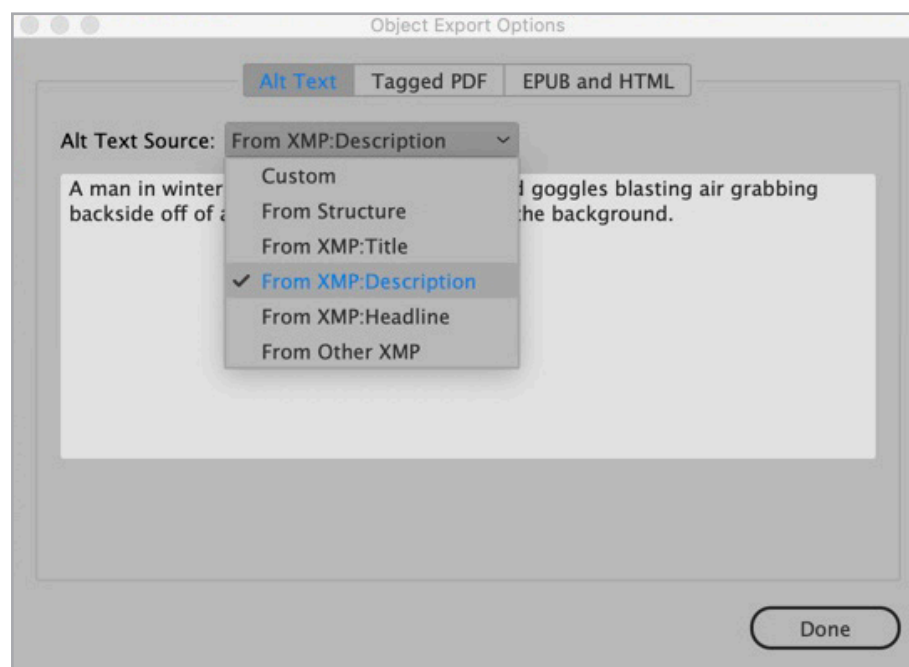 Object Export Options
Alt Text Tagged PDF EPUB and HTML
Alt Text Source: From XMP:Description
Custom
From Structure
From XMP:Title
From XMP:Description
From XMP:Headline
From Other XMP
A man in winter goggles blasting air grabbing
backside off of the background.
Done